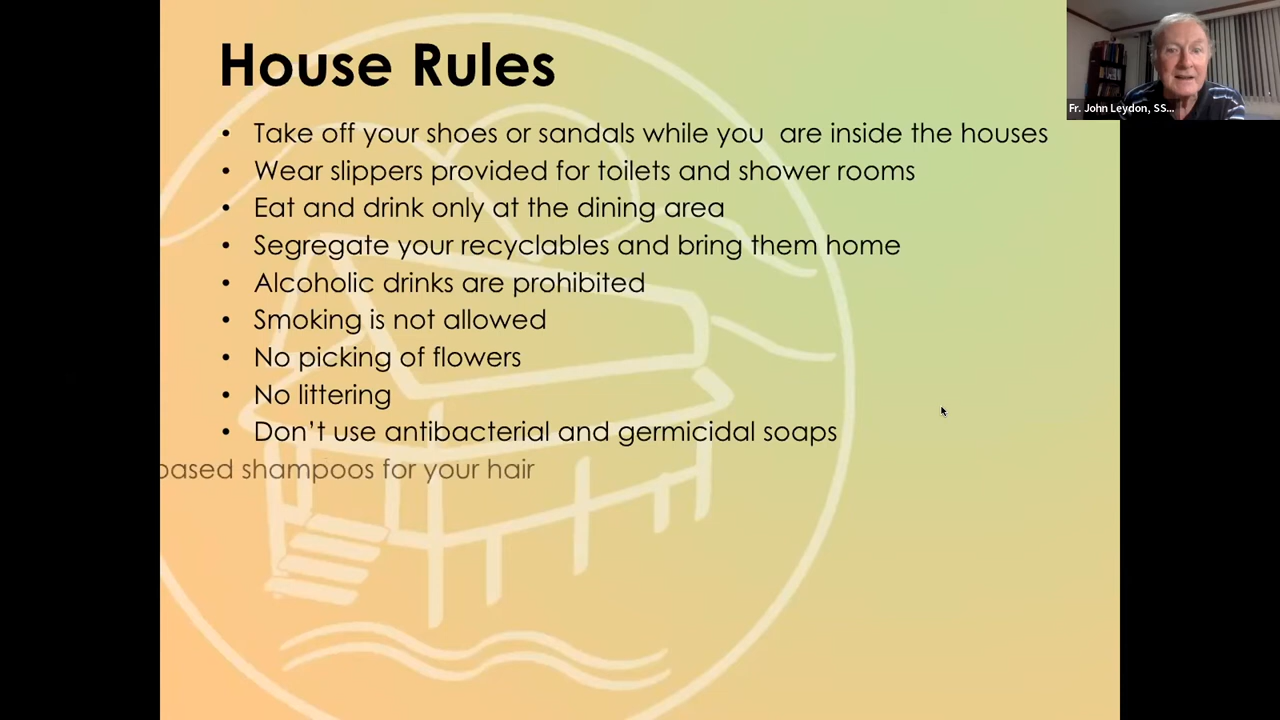 House Rules
• Take off your shoes or sandals while you  are inside the houses
• Wear slippers provided for toilets and shower rooms
• Eat and drink only at the dining area
• Segregate your recyclables and bring them home
• Alcoholic drinks are prohibited
• Smoking is not allowed
• No picking of flowers
• No littering
• Don’t use antibacterial and germicidal soaps
based shampoos for your hair
Fr. John Leydon, SS...